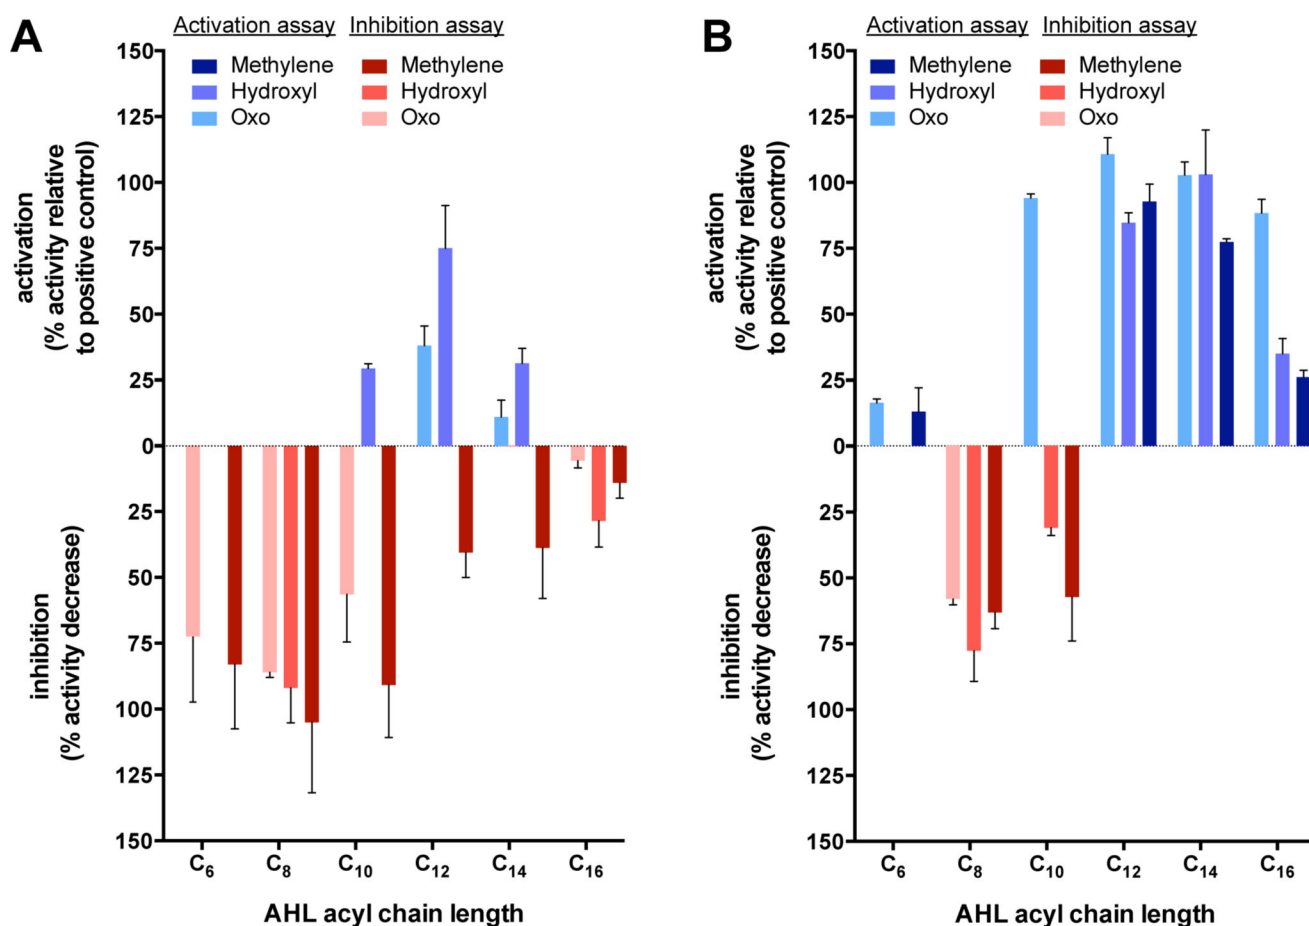 A
Activation assay Inhibition assay
Methylene Methylene
Hydroxyl Hydroxyl
Oxo Oxo
activation
(% activity relative
to positive control)
inhibition
(% activity decrease)
150
125
100
75
50
25
0
25
50
75
100
125
150
C6 C8 C10 C12 C14 C16
AHL acyl chain length
B
Activation assay Inhibition assay
Methylene Methylene
Hydroxyl Hydroxyl
Oxo Oxo
activation
(% activity relative
to positive control)
inhibition
(% activity decrease)
150
125
100
75
50
25
0
25
50
75
100
125
150
C6 C8 C10 C12 C14 C16
AHL acyl chain length